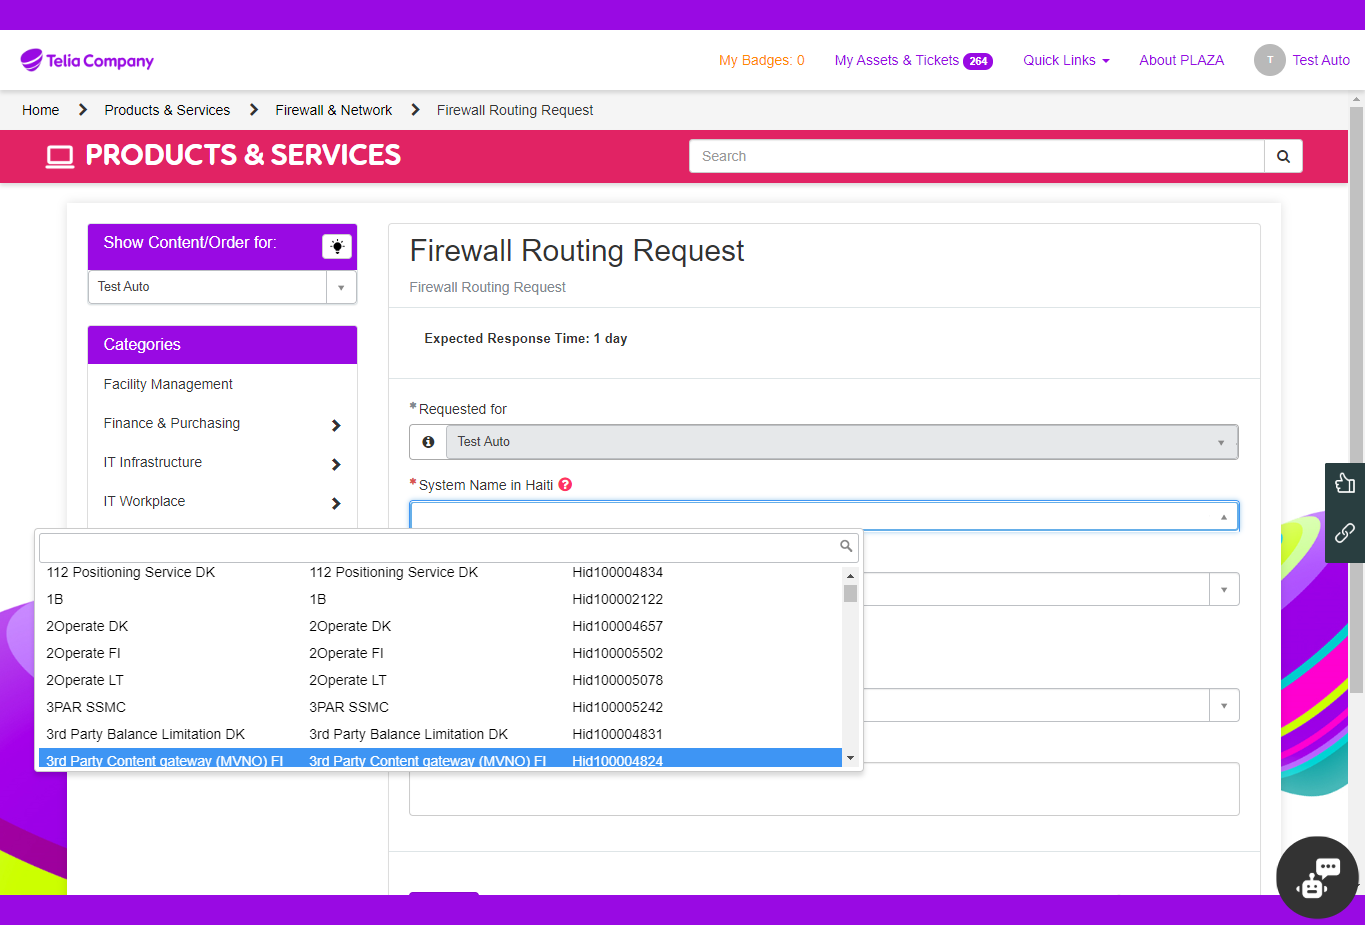 Telia Company
My Badges: 0
My Assets & Tickets 264
Quick Links
About PLAZA
T
Test Auto
Home
Products & Services
Firewall & Network
Firewall Routing Request
PRODUCTS & SERVICES
Search
Show Content/Order for:
Test Auto
Categories
Facility Management
Finance & Purchasing
IT Infrastructure
IT Workplace
Firewall Routing Request
Firewall Routing Request
Expected Response Time: 1 day
*Requested for
Test Auto
*System Name in Haiti ?
112 Positioning Service DK 112 Positioning Service DK Hid100004834
1B 1B Hid100002122
2Operate DK 2Operate DK Hid100004657
2Operate FI 2Operate FI Hid100005502
2Operate LT 2Operate LT Hid100005078
3PAR SSMC 3PAR SSMC Hid100005242
3rd Party Balance Limitation DK 3rd Party Balance Limitation DK Hid100004831
3rd Party Content gateway (MVNO) FI 3rd Party Content gateway (MVNO) FI Hid100004824